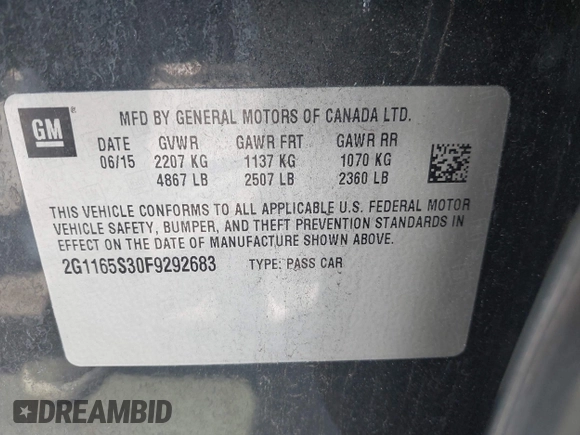 GM ®
MFD BY GENERAL MOTORS OF CANADA LTD.
DATE GVWR GAWR FRT GAWR RR
06/15 2207 KG 1137 KG 1070 KG
4867 LB 2507 LB 2360 LB
THIS VEHICLE CONFORMS TO ALL APPLICABLE U.S. FEDERAL MOTOR
VEHICLE SAFETY, BUMPER, AND THEFT PREVENTION STANDARDS IN
EFFECT ON THE DATE OF MANUFACTURE SHOWN ABOVE.
2G1165S30F9292683 TYPE: PASS CAR
DREAMBID